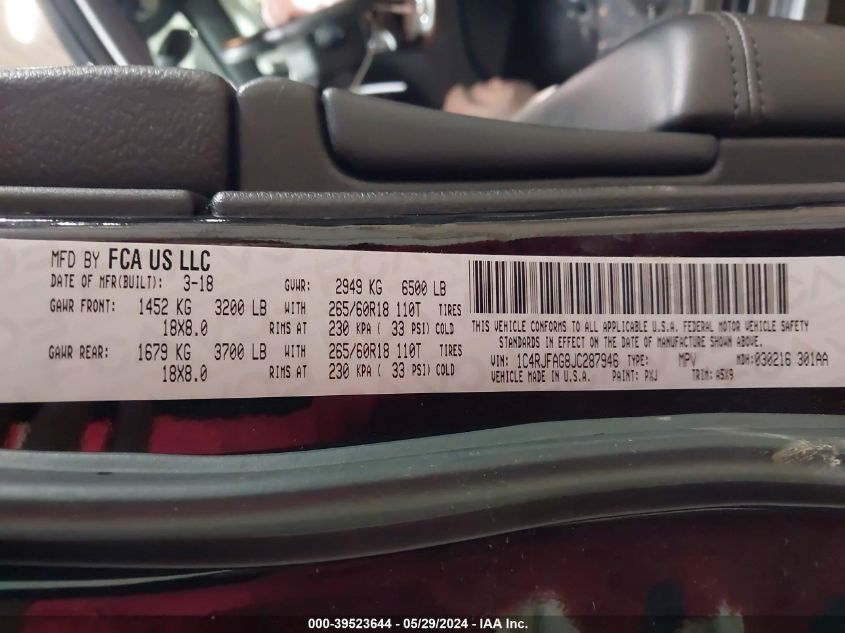 MFD BY FCA US LLC
DATE OF MFR(BUILT): 3-18 GVWR: 2949 KG 6500 LB
GAWR FRONT: 1452 KG 3200 LB WITH 265/60R18 110T TIRES
18X8.0 RIMS AT 230 KPA ( 33 PSI) COLD
GAWR REAR: 1679 KG 3700 LB WITH 265/60R18 110T TIRES
18X8.0 RIMS AT 230 KPA ( 33 PSI) COLD
THIS VEHICLE CONFORMS TO ALL APPLICABLE U.S.A. FEDERAL MOTOR VEHICLE SAFETY
STANDARDS IN EFFECT ON THE DATE OF MANUFACTURE SHOWN ABOVE.
VIN: 1C4RJFAG8JC287946 TYPE: MPV MDH:030216 301AA
VEHICLE MADE IN U.S.A. PAINT: PXJ TRIM: A5X9
000-39523644 - 05/29/2024 - IAA Inc.